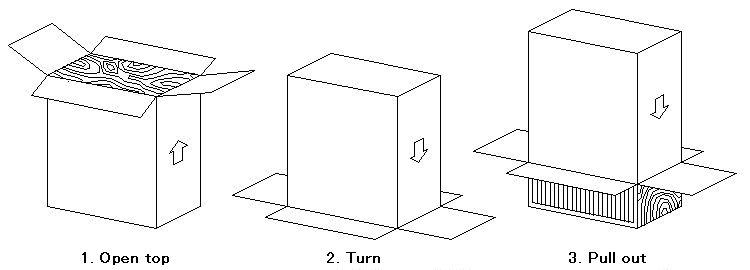 1. Open top
2. Turn
3. Pull out